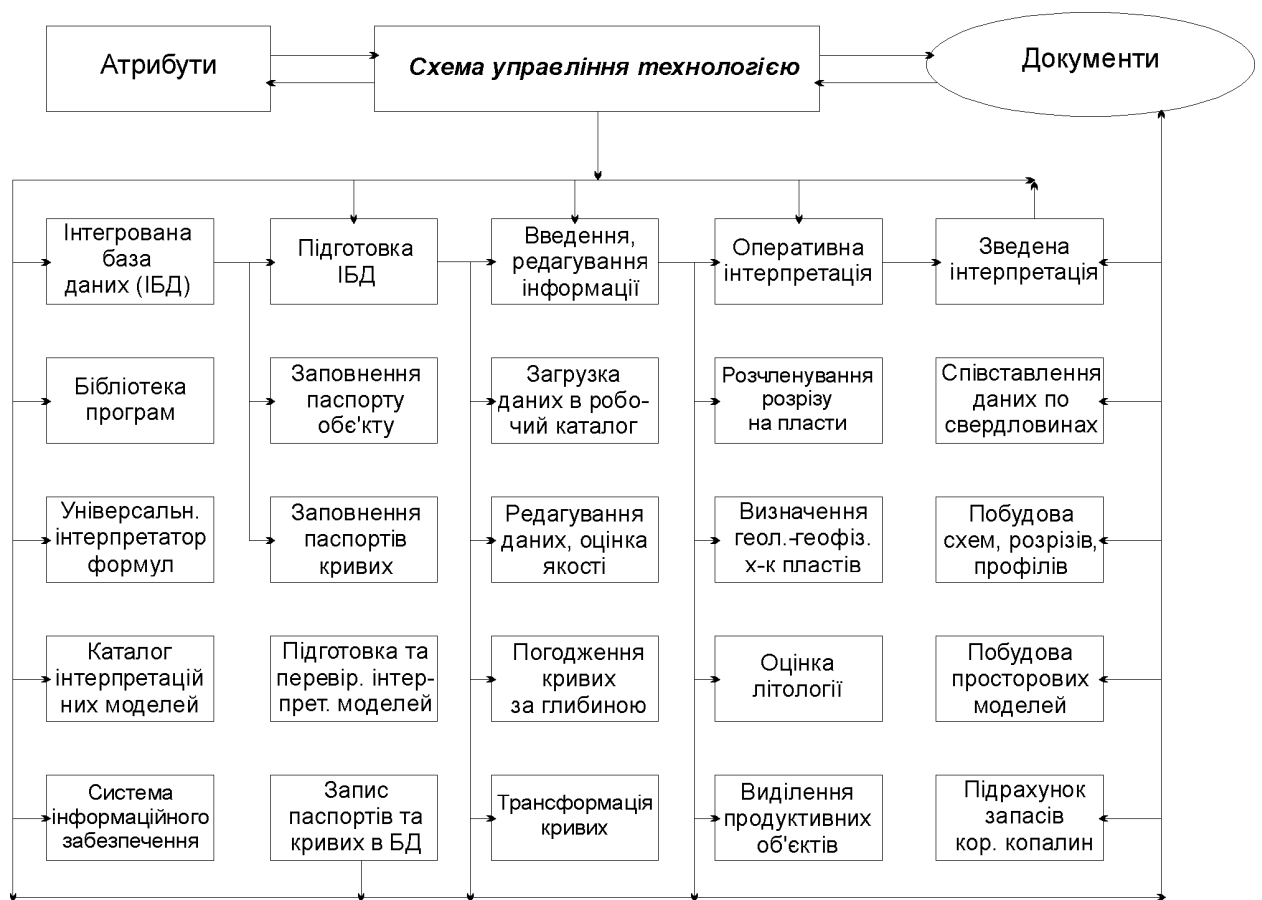 Атрибути
Схема управління технологією
Документи
Інтегрована
база
даних (ІБД)
Підготовка
ІБД
Введення,
редагування
інформації
Оперативна
інтерпретація
Зведена
інтерпретація
Бібліотека
програм
Заповнення
паспорту
обє'кту
Загрузка
даних в робо-
чий каталог
Розчленування
розрізу
на пласти
Співставлення
даних по
свердловинах
Універсальн.
інтерпретатор
формул
Заповнення
паспортів
кривих
Редагування
даних, оцінка
якості
Визначення
геол.-геофіз.
х-к пластів
Побудова
схем, розрізів,
профілів
Каталог
інтерпретацій
них моделей
Підготовка та
перевір. інтер-
прет. моделей
Погодження
кривих
за глибиною
Оцінка
літології
Побудова
просторових
моделей
Система
інформаційного
забезпечення
Запис
паспортів та
кривих в БД
Трансформація
кривих
Виділення
продуктивних
об'єктів
Підрахунок
запасів
кор. копалин